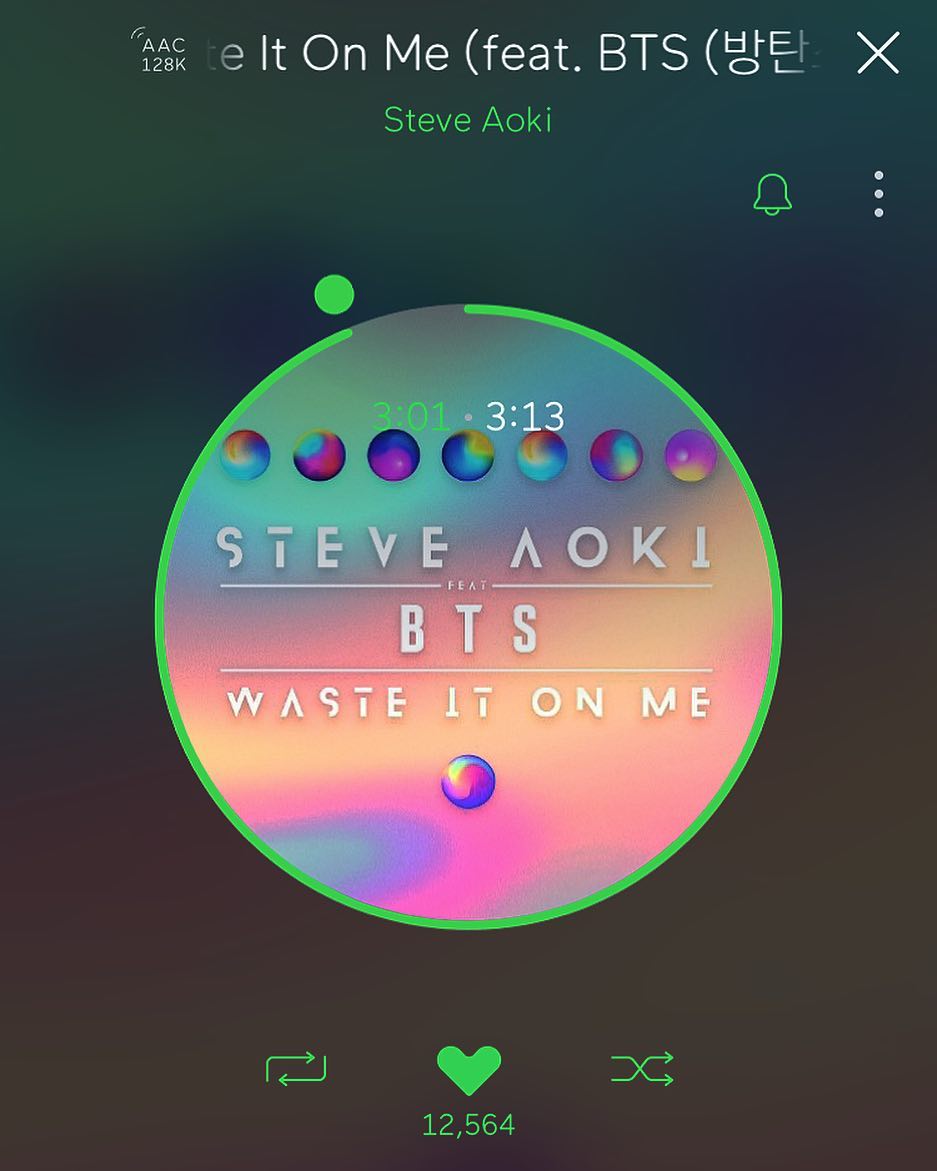 AAC
128K
te It On Me (feat. BTS (방탄
Steve Aoki
3:01 · 3:13
STEVE AOKI
FEAT
BTS
WASTE IT ON ME
12,564